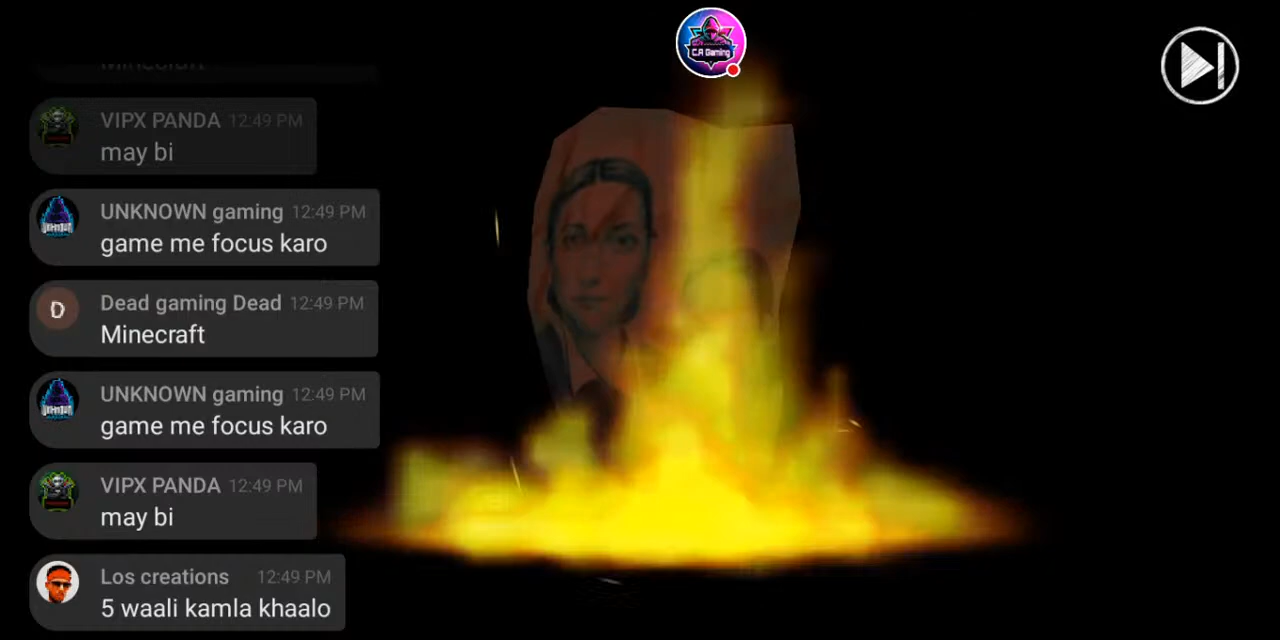 C.A Gaming
Minecraft
VIPX PANDA 12:49 PM
may bi
UNKNOWN gaming 12:49 PM
game me focus karo
D Dead gaming Dead 12:49 PM
Minecraft
UNKNOWN gaming 12:49 PM
game me focus karo
VIPX PANDA 12:49 PM
may bi
Los creations 12:49 PM
5 waali kamla khaalo